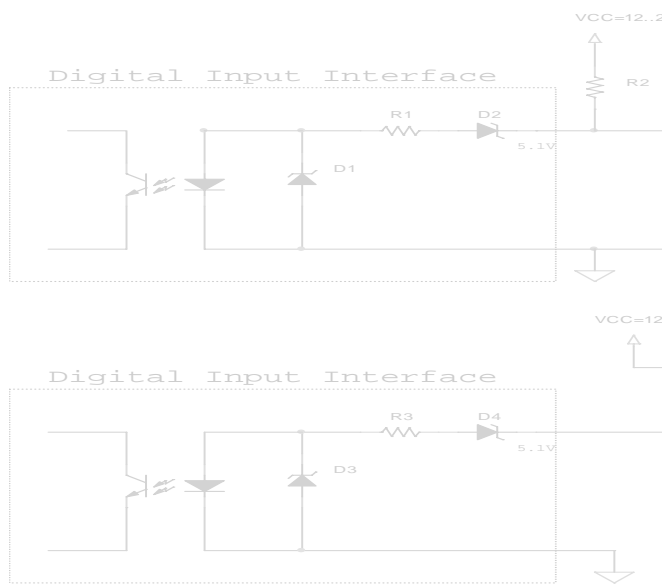 VCC=12..2
Digital Input Interface
R2
R1
D2
5.1V
D1
VCC=12
Digital Input Interface
R3
D4
5.1V
D3